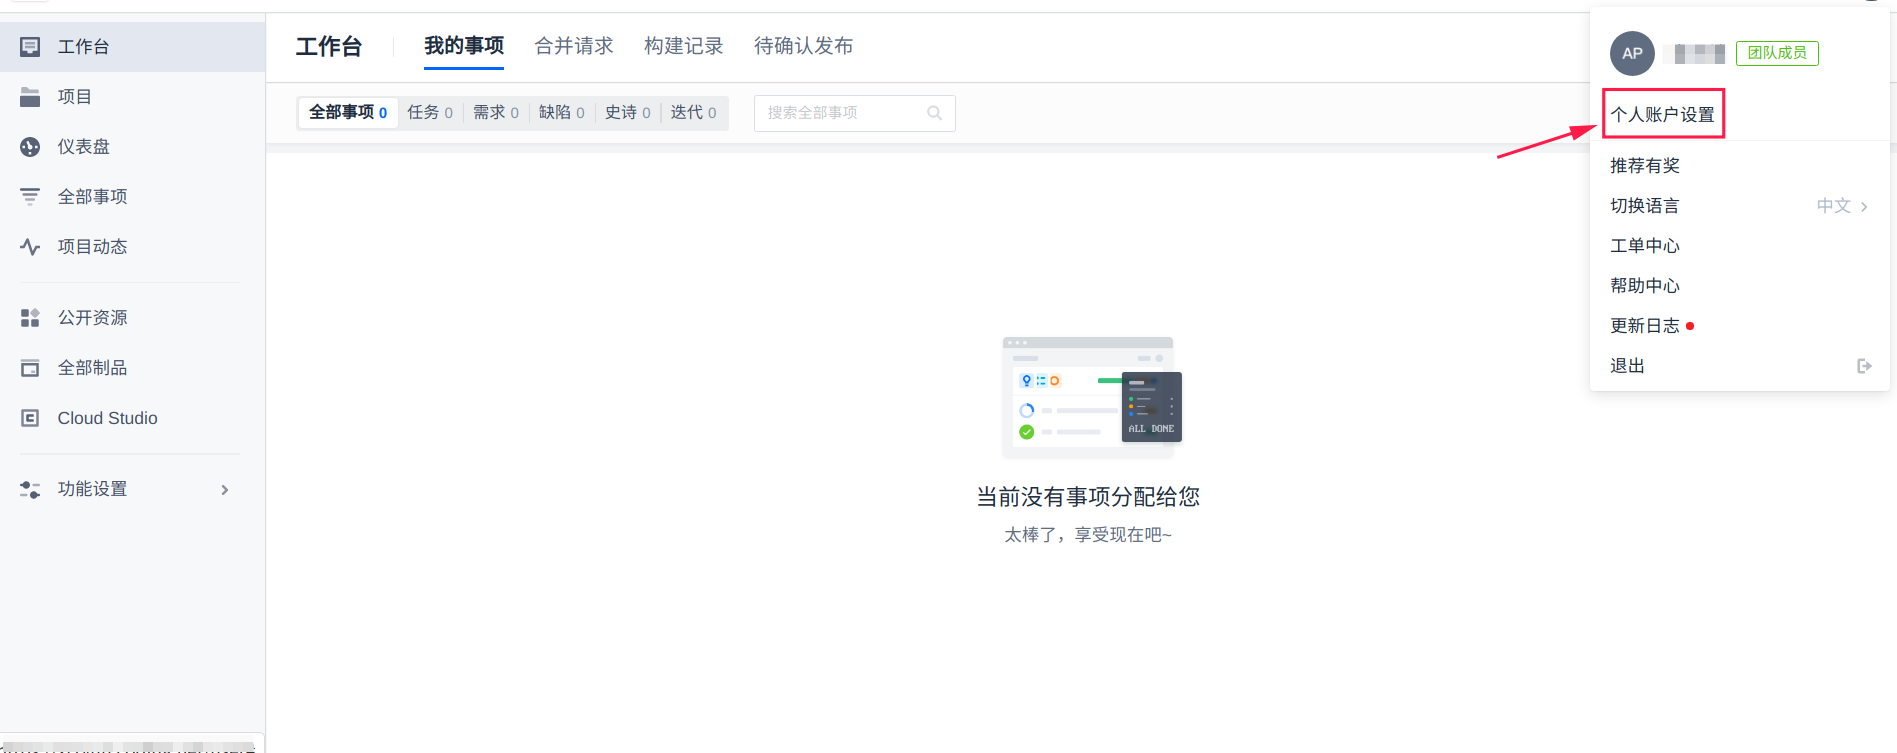 工作台
项目
仪表盘
全部事项
项目动态
公开资源
全部制品
Cloud Studio
功能设置
工作台 我的事项 合并请求 构建记录 待确认发布
全部事项 0 任务 0 需求 0 缺陷 0 史诗 0 迭代 0 搜索全部事项
ALL DONE
当前没有事项分配给您
太棒了，享受现在吧~
AP 团队成员
个人账户设置
推荐有奖
切换语言 中文
工单中心
帮助中心
更新日志
退出